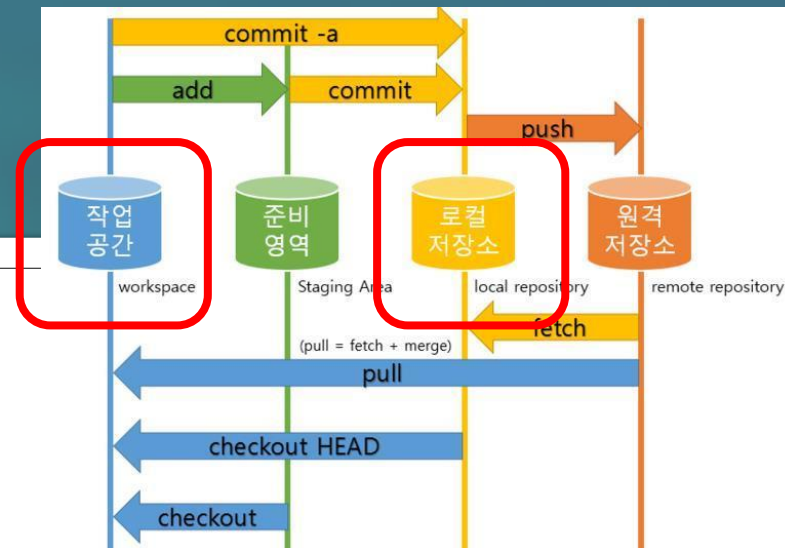 commit -a
add
commit
push
작업
공간
준비
영역
로컬
저장소
원격
저장소
workspace
Staging Area
local repository
remote repository
fetch
(pull = fetch + merge)
pull
checkout HEAD
checkout